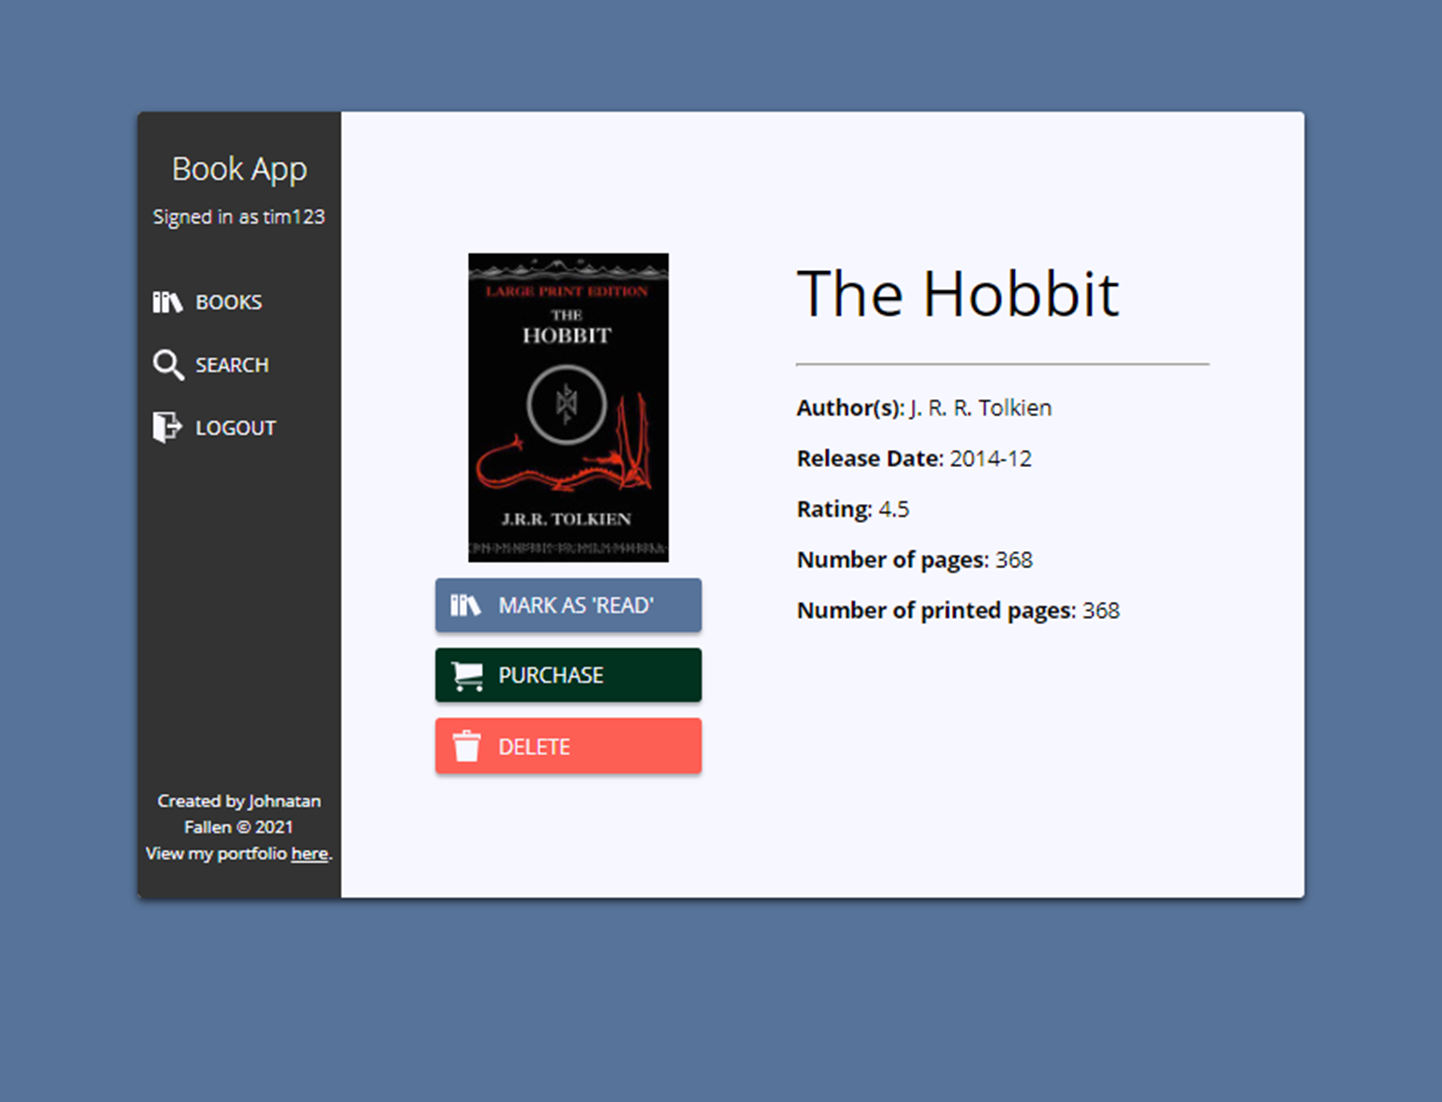 Book App
Signed in as tim123
BOOKS
SEARCH
LOGOUT
Created by Johnatan
Fallen © 2021
View my portfolio here.
LARGE PRINT EDITION
THE
HOBBIT
J.R.R. TOLKIEN
MARK AS 'READ'
PURCHASE
DELETE
The Hobbit
Author(s): J. R. R. Tolkien
Release Date: 2014-12
Rating: 4.5
Number of pages: 368
Number of printed pages: 368